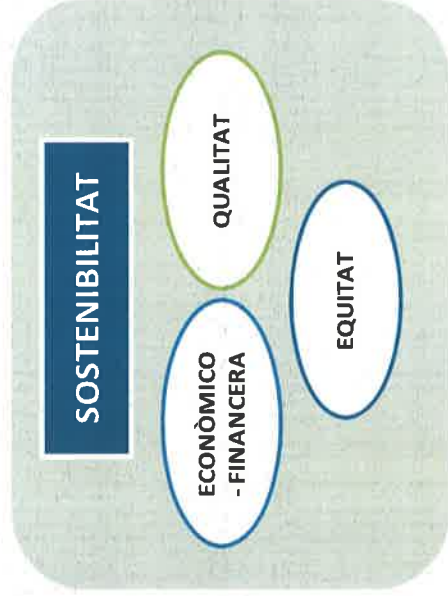 SOSTENIBILITAT
ECONÒMICO
- FINANCERA
QUALITAT
EQUITAT